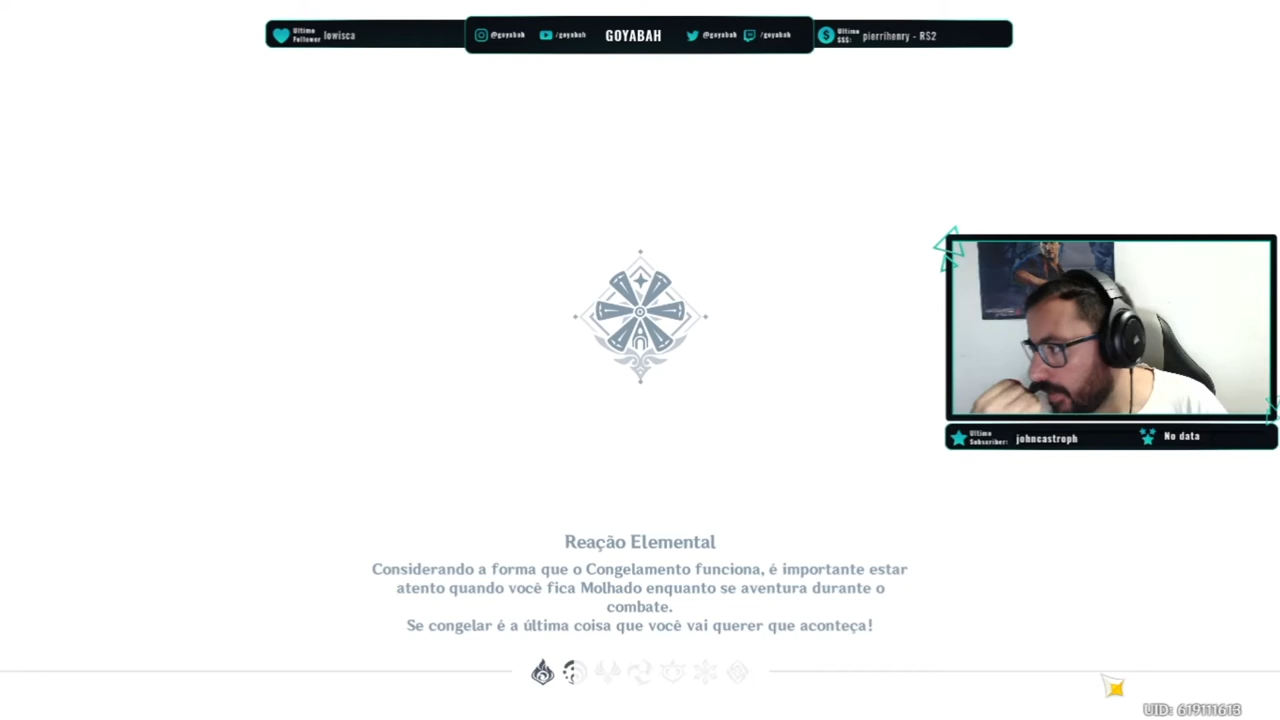 Ultimo Follower lowisca
@goyabah /goyabah GOYABAH @goyabah /goyabah
Ultimo SSS: pierrihenry - RS2
Ultimo Subscriber: johncastroph
No data
Reação Elemental
Considerando a forma que o Congelamento funciona, é importante estar
atento quando você fica Molhado enquanto se aventura durante o
combate.
Se congelar é a última coisa que você vai querer que aconteça!
UID: 619111613